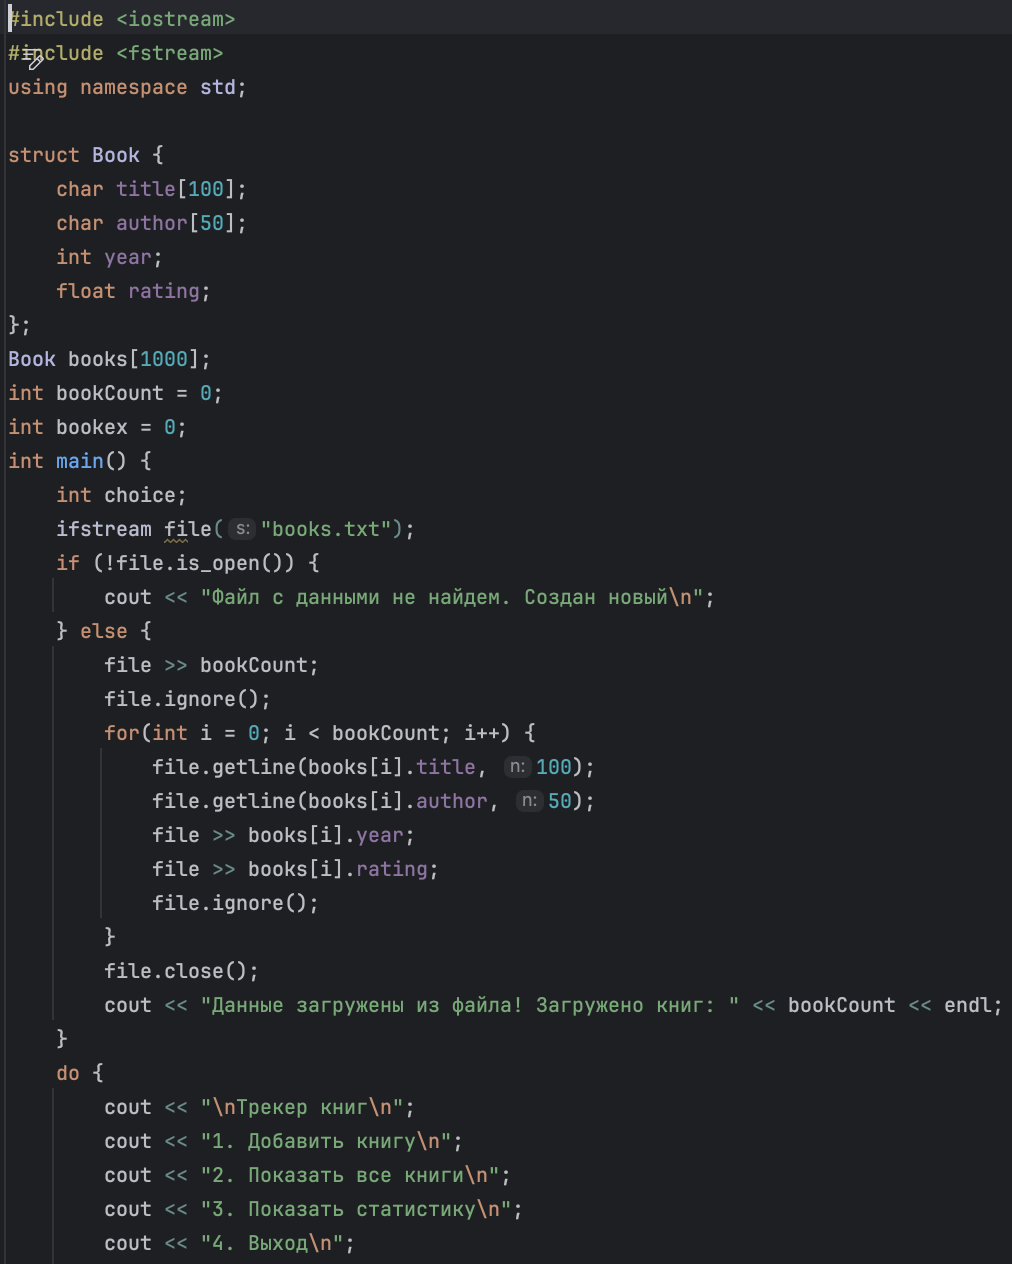 #include <iostream>
#include <fstream>
using namespace std;
struct Book {
    char title[100];
    char author[50];
    int year;
    float rating;
};
Book books[1000];
int bookCount = 0;
int bookex = 0;
int main() {
    int choice;
    ifstream file( s: "books.txt");
    if (!file.is_open()) {
        cout << "Файл с данными не найдем. Создан новый\n";
    } else {
        file >> bookCount;
        file.ignore();
        for(int i = 0; i < bookCount; i++) {
            file.getline(books[i].title, n: 100);
            file.getline(books[i].author, n: 50);
            file >> books[i].year;
            file >> books[i].rating;
            file.ignore();
        }
        file.close();
        cout << "Данные загружены из файла! Загружено книг: " << bookCount << endl;
    }
    do {
        cout << "\nТрекер книг\n";
        cout << "1. Добавить книгу\n";
        cout << "2. Показать все книги\n";
        cout << "3. Показать статистику\n";
        cout << "4. Выход\n";